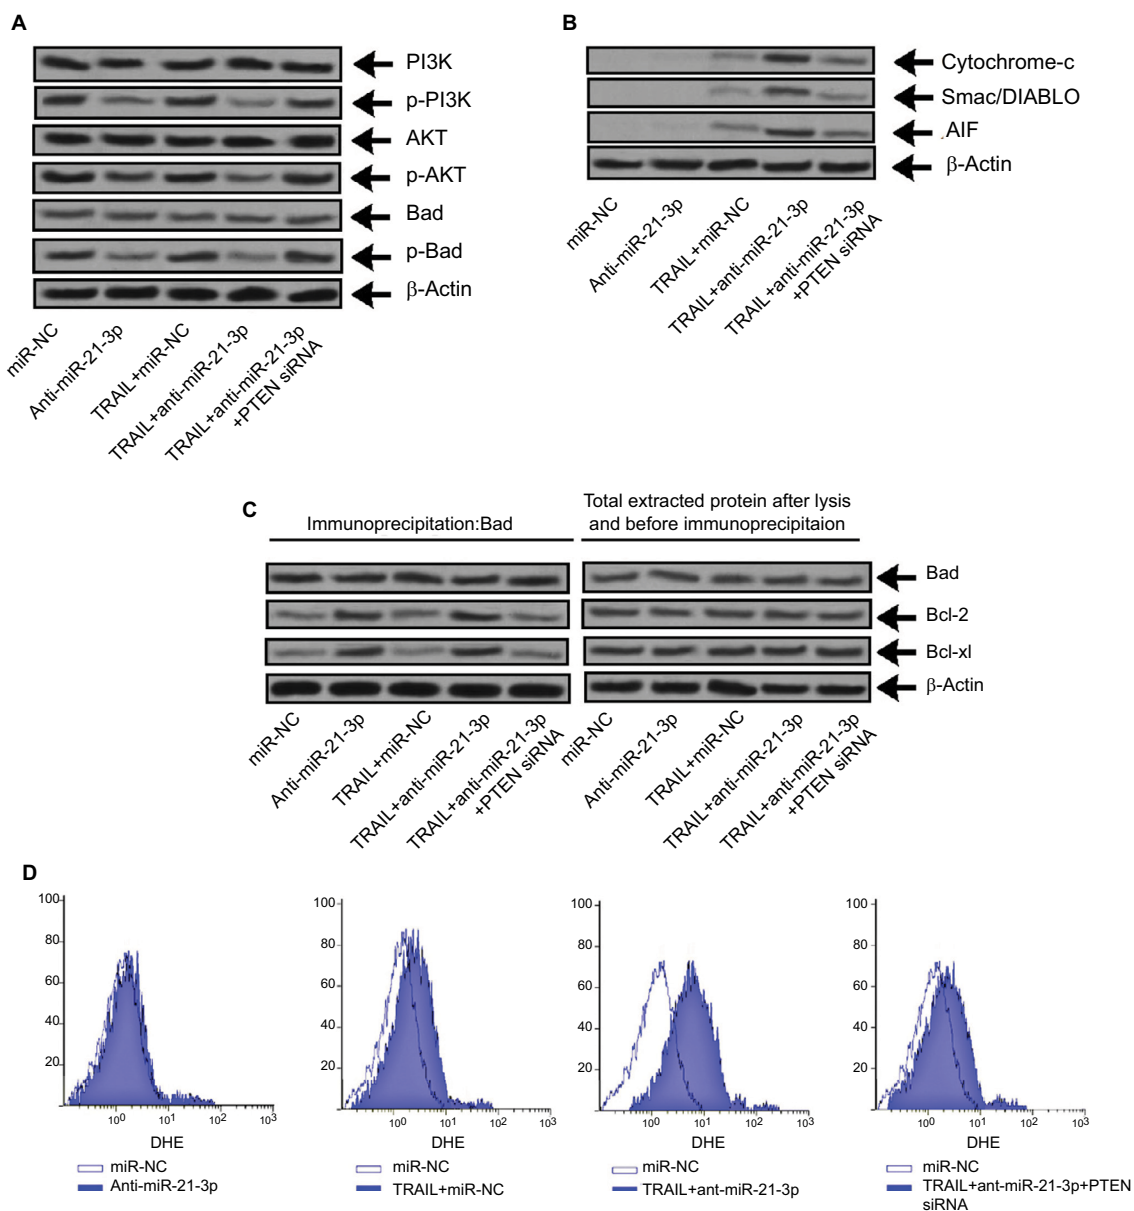 A
PI3K
p-PI3K
AKT
p-AKT
Bad
p-Bad
β-Actin
miR-NC
Anti-miR-21-3p
TRAIL+miR-NC
TRAIL+anti-miR-21-3p
TRAIL+anti-miR-21-3p
+PTEN siRNA
B
Cytochrome-c
Smac/DIABLO
AIF
β-Actin
miR-NC
Anti-miR-21-3p
TRAIL+miR-NC
TRAIL+anti-miR-21-3p
TRAIL+anti-miR-21-3p
+PTEN siRNA
C
Immunoprecipitation:Bad
Total extracted protein after lysis
and before immunoprecipitaion
Bad
Bcl-2
Bcl-xl
β-Actin
miR-NC
Anti-miR-21-3p
TRAIL+miR-NC
TRAIL+anti-miR-21-3p
TRAIL+anti-miR-21-3p
+PTEN siRNA
miR-NC
Anti-miR-21-3p
TRAIL+miR-NC
TRAIL+anti-miR-21-3p
TRAIL+anti-miR-21-3p
+PTEN siRNA
D
100
80
60
40
20
10⁰ 10¹ 10² 10³
DHE
miR-NC
Anti-miR-21-3p
100
80
60
40
20
10⁰ 10¹ 10² 10³
DHE
miR-NC
TRAIL+miR-NC
100
80
60
40
20
10⁰ 10¹ 10² 10³
DHE
miR-NC
TRAIL+ant-miR-21-3p
100
80
60
40
20
10⁰ 10¹ 10² 10³
DHE
miR-NC
TRAIL+ant-miR-21-3p+PTEN
siRNA